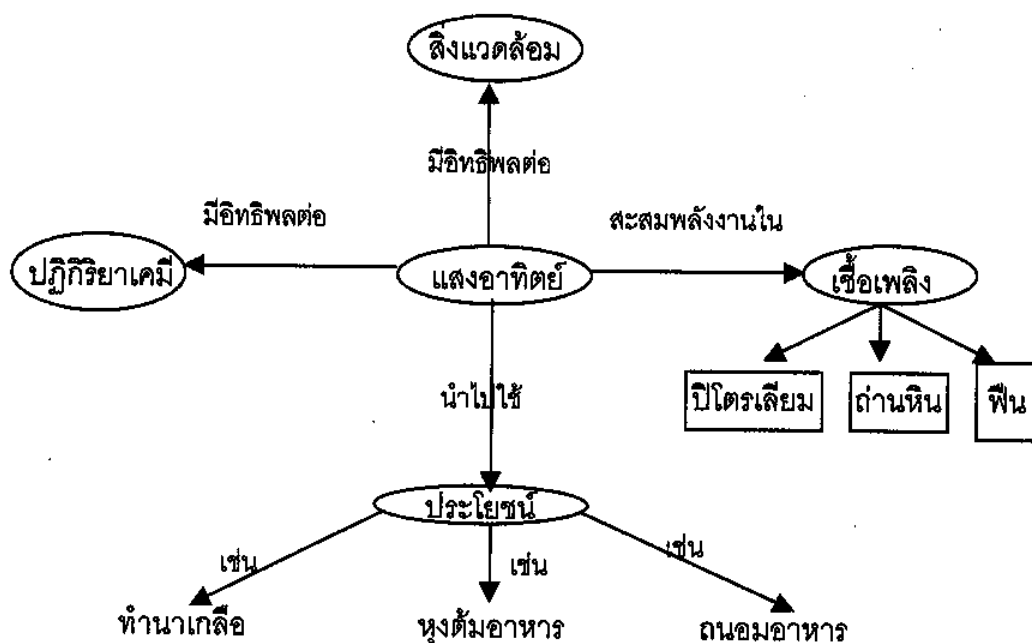 สิ่งแวดล้อม
มีอิทธิพลต่อ
มีอิทธิพลต่อ
สะสมพลังงานใน
ปฏิกิริยาเคมี
แสงอาทิตย์
เชื้อเพลิง
นำไปใช้
ปิโตรเลียม
ถ่านหิน
ฟืน
ประโยชน์
เช่น
เช่น
เช่น
ทำนาเกลือ
หุงต้มอาหาร
ถนอมอาหาร